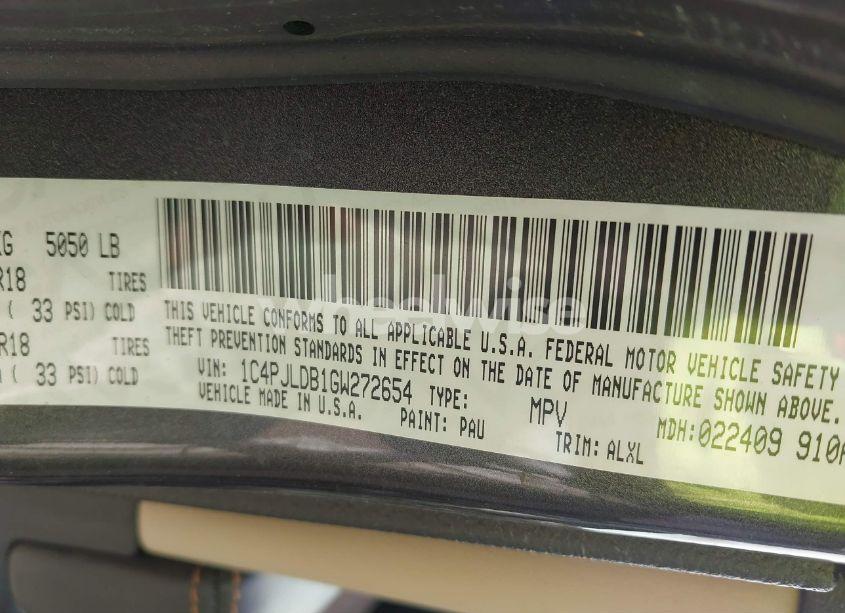 IG 5050 LB
R18 TIRES
( 33 PSI) COLD
R18 TIRES
( 33 PSI) COLD
THIS VEHICLE CONFORMS TO ALL APPLICABLE U.S.A. FEDERAL MOTOR VEHICLE SAFETY
THEFT PREVENTION STANDARDS IN EFFECT ON THE DATE OF MANUFACTURE SHOWN ABOVE.
VIN: 1C4PJLDB1GW272654 TYPE: MPV MDH:022409 910
VEHICLE MADE IN U.S.A. PAINT: PAU TRIM: ALXL
wheelwise